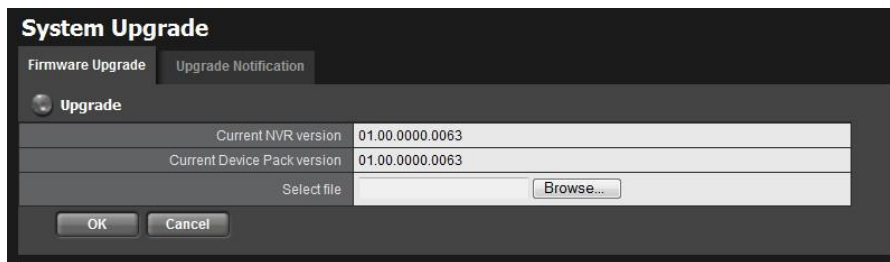 System Upgrade
Firmware Upgrade Upgrade Notification
Upgrade
Current NVR version 01.00.0000.0063
Current Device Pack version 01.00.0000.0063
Select file Browse...
OK Cancel